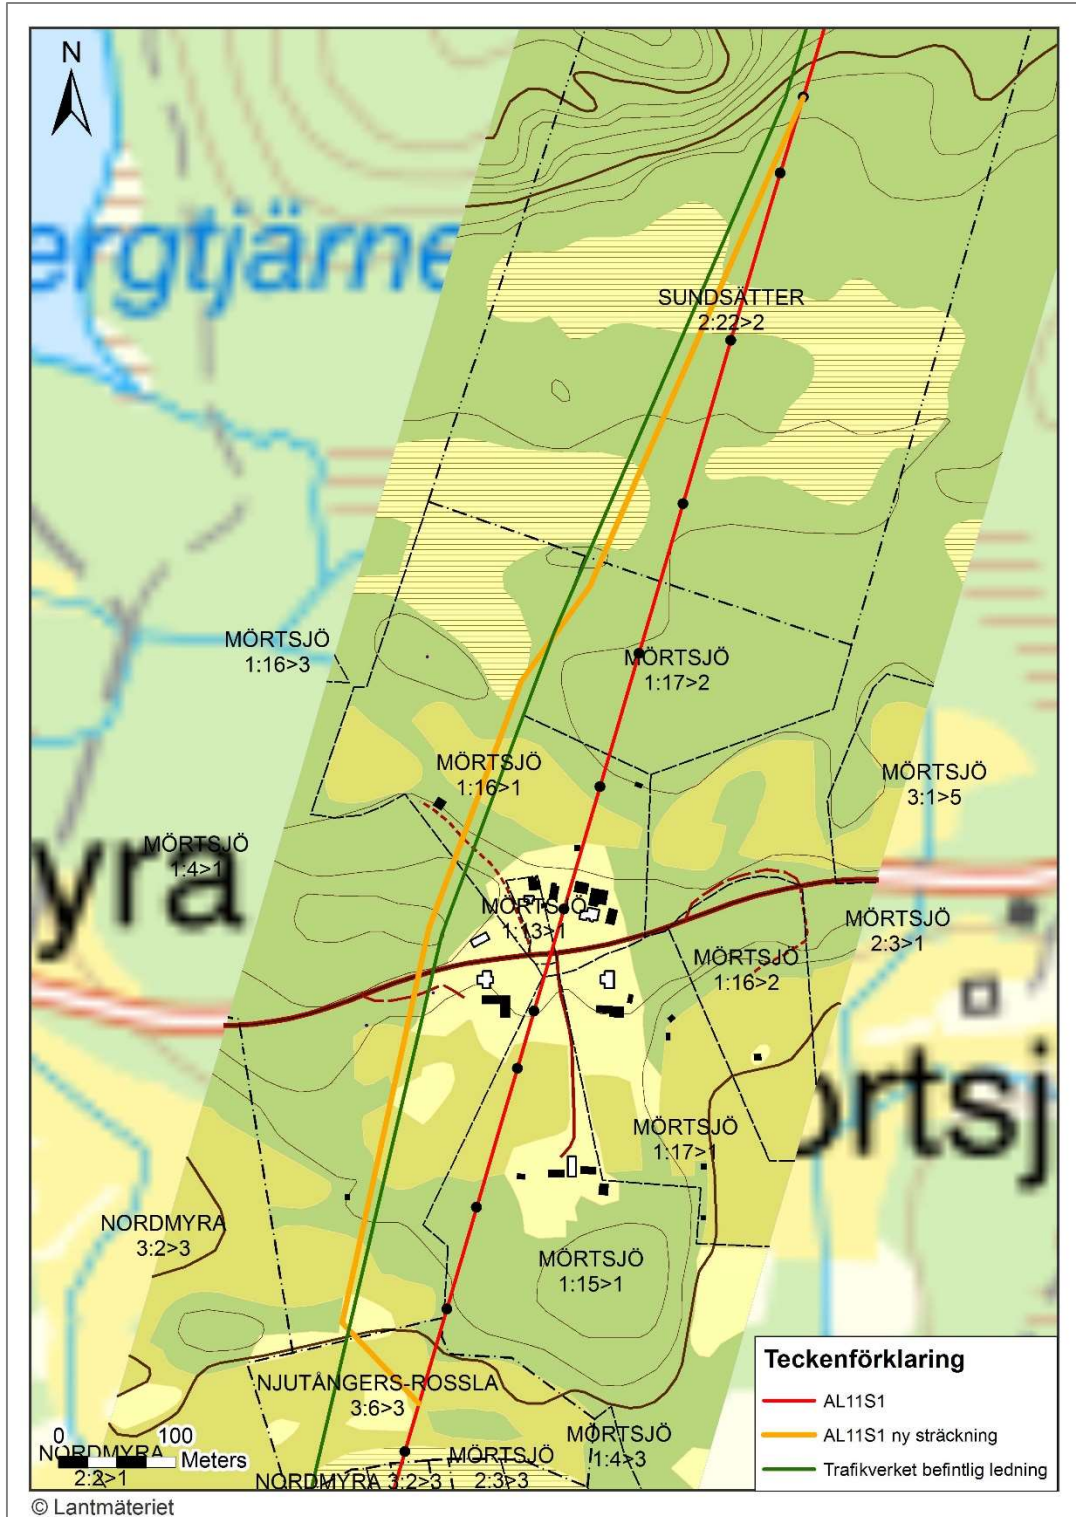 N
ergtjärne
SUNDSÄTTER
2:22>2
MÖRTSJÖ
1:16>3
MÖRTSJÖ
1:17>2
MÖRTSJÖ
1:16>1
MÖRTSJÖ
3:1>5
MÖRTSJÖ
1:4>1
yra
MÖRTSJÖ
1:13>1
MÖRTSJÖ
2:3>1
MÖRTSJÖ
1:16>2
örtsj
MÖRTSJÖ
1:17>1
NORDMYRA
3:2>3
MÖRTSJÖ
1:15>1
NJUTÅNGERS-ROSSLA
3:6>3
MÖRTSJÖ
1:4>3
MÖRTSJÖ
2:3>3
NORDMYRA 3:2>3
NORDMYRA
2:2>1
0 100
Meters
Teckenförklaring
AL11S1
AL11S1 ny sträckning
Trafikverket befintlig ledning
© Lantmäteriet